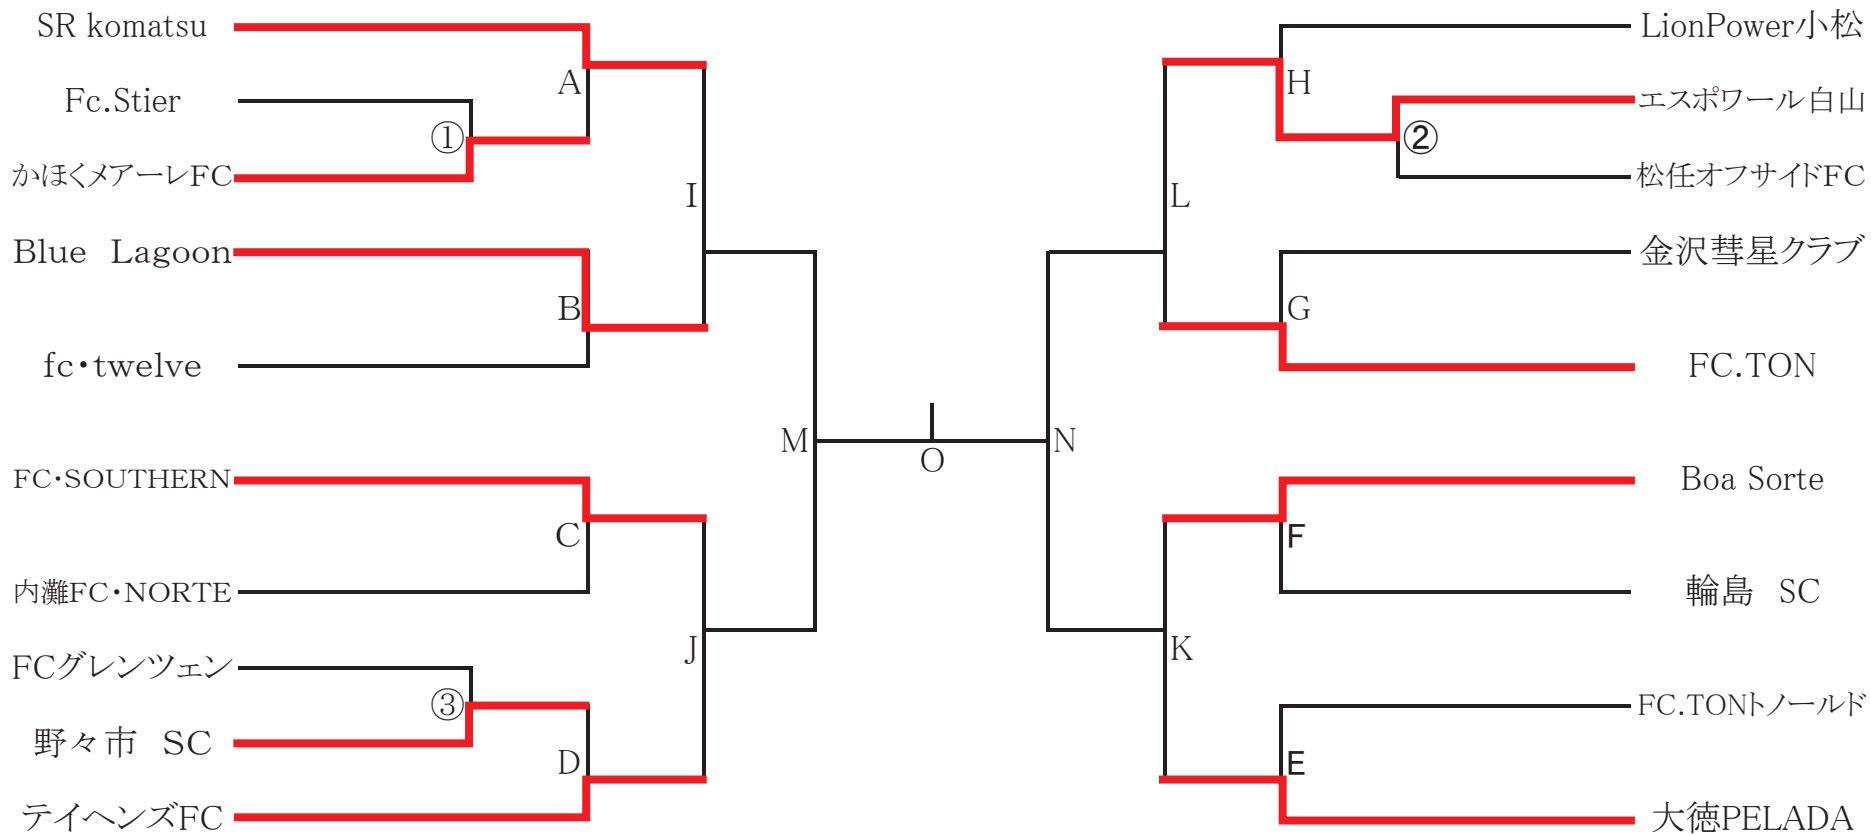 SR komatsu
Fc.Stier
かほくメアーレFC
Blue Lagoon
fc・twelve
FC・SOUTHERN
内灘FC・NORTE
FCグレンツェン
野々市 SC
テイヘンズFC
①
A
B
I
C
③
D
J
M
O
N
L
K
H
②
G
F
E
LionPower小松
エスポワール白山
松任オフサイドFC
金沢彗星クラブ
FC.TON
Boa Sorte
輪島 SC
FC.TONトノールド
大徳PELADA